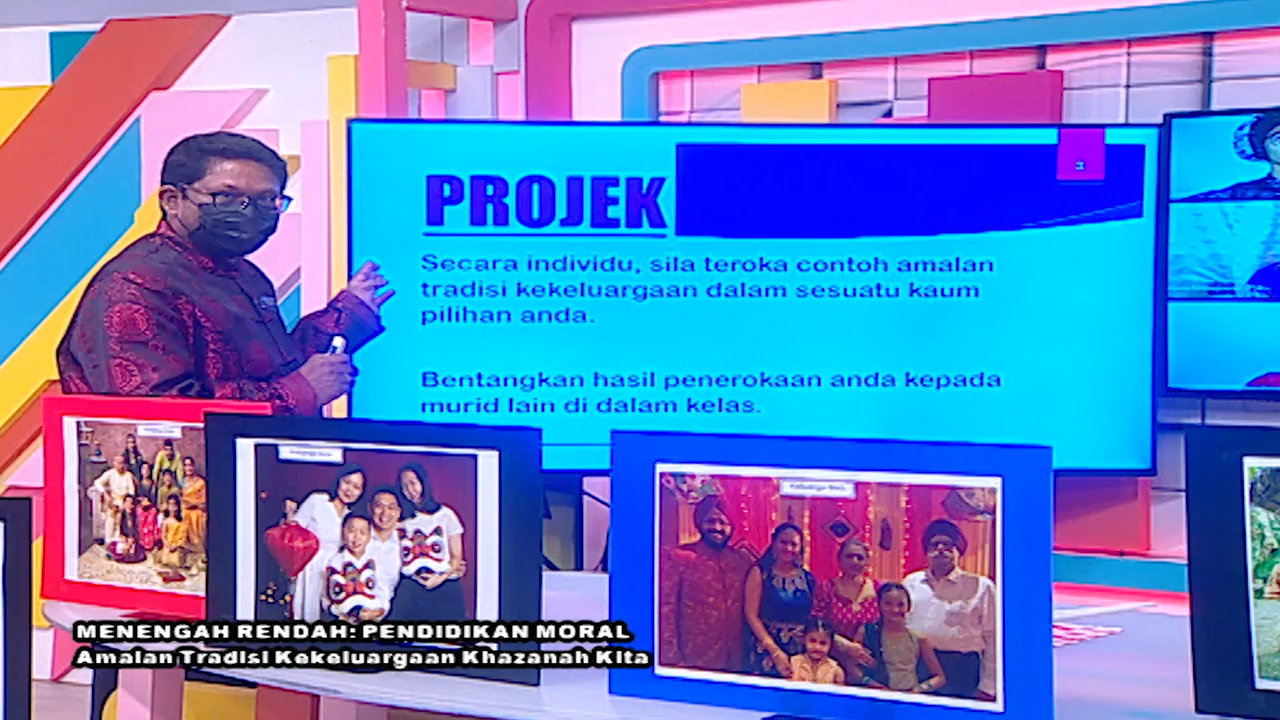 3
PROJEK
Secara individu, sila teroka contoh amalan
tradisi kekeluargaan dalam sesuatu kaum
pilihan anda.
Bentangkan hasil penerokaan anda kepada
murid lain di dalam kelas.
MENENGAH RENDAH: PENDIDIKAN MORAL
Amalan Tradisi Kekeluargaan Khazanah Kita